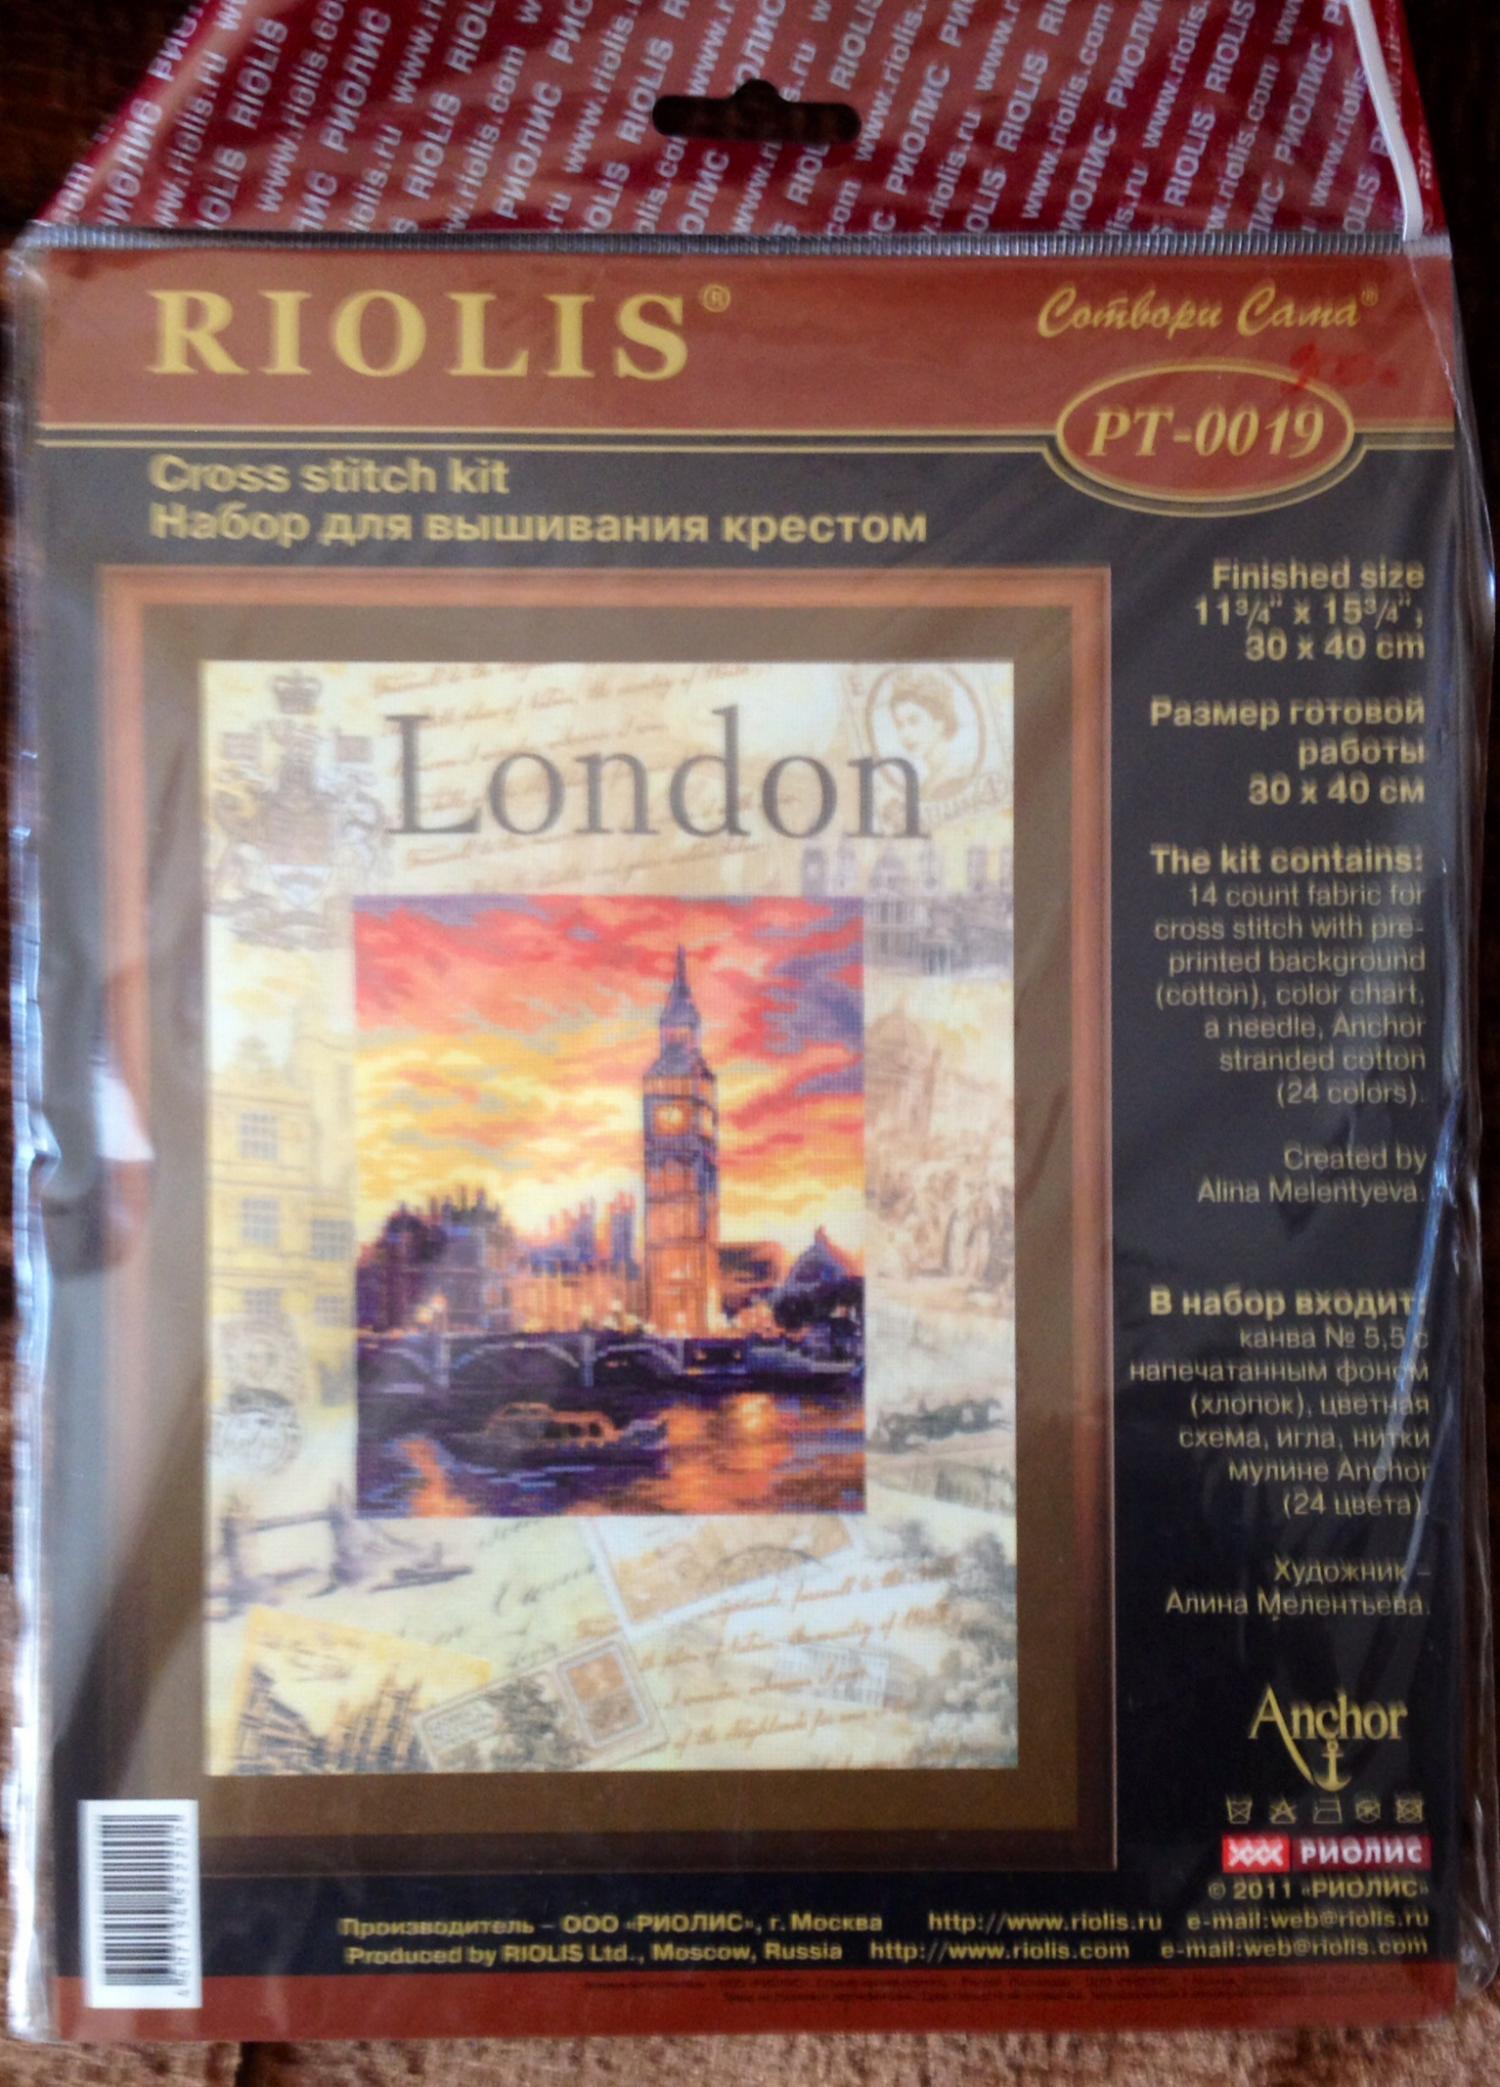 RIOLIS®
Сотвори Сама®
РТ-0019
Cross stitch kit
Набор для вышивания крестом
Finished size
11¾" x 15¾",
30 x 40 cm
Размер готовой
работы
30 x 40 см
The kit contains:
14 count fabric for
cross stitch with pre-
printed background
(cotton), color chart,
a needle, Anchor
stranded cotton
(24 colors).
Created by
Alina Melentyeva.
В набор входит:
канва № 5,5 с
напечатанным фоном
(хлопок), цветная
схема, игла, нитки
мулине Anchor
(24 цвета).
Художник –
Алина Мелентьева.
London
Anchor
РИОЛИС
© 2011 «РИОЛИС»
Производитель – ООО «РИОЛИС», г. Москва http://www.riolis.ru e-mail:web@riolis.ru
Produced by RIOLIS Ltd., Moscow, Russia http://www.riolis.com e-mail:web@riolis.com